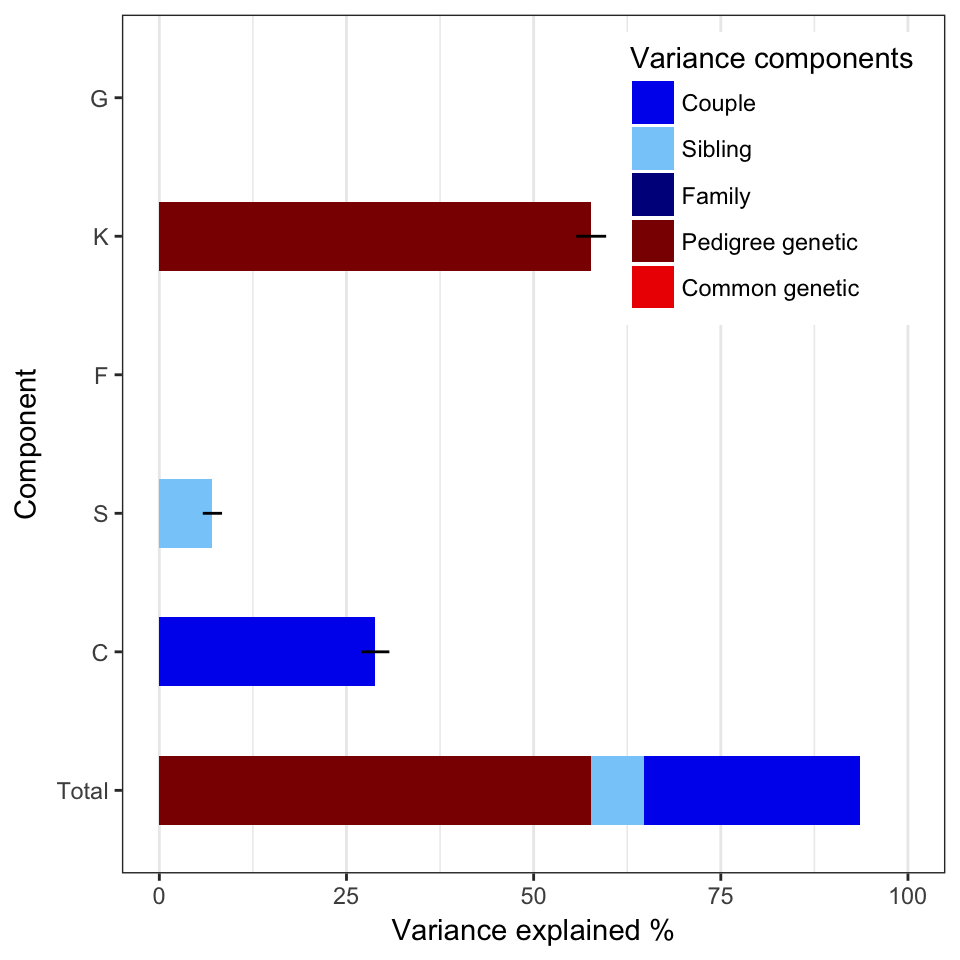 Variance components
Couple
Sibling
Family
Pedigree genetic
Common genetic
Component
G
K
F
S
C
Total
0 25 50 75 100
Variance explained %